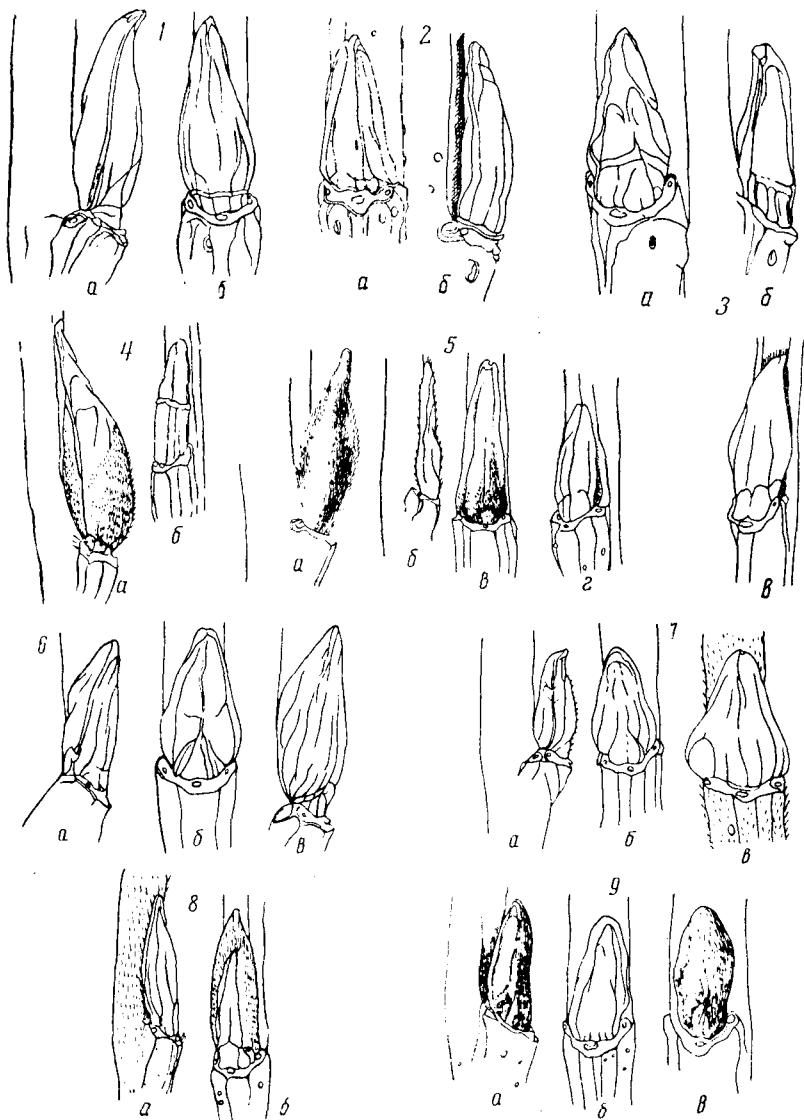 1 2
а б а б а б
3
4 5
б
а а б в г в
6 7
а б в а б в
8 9
а б а б в